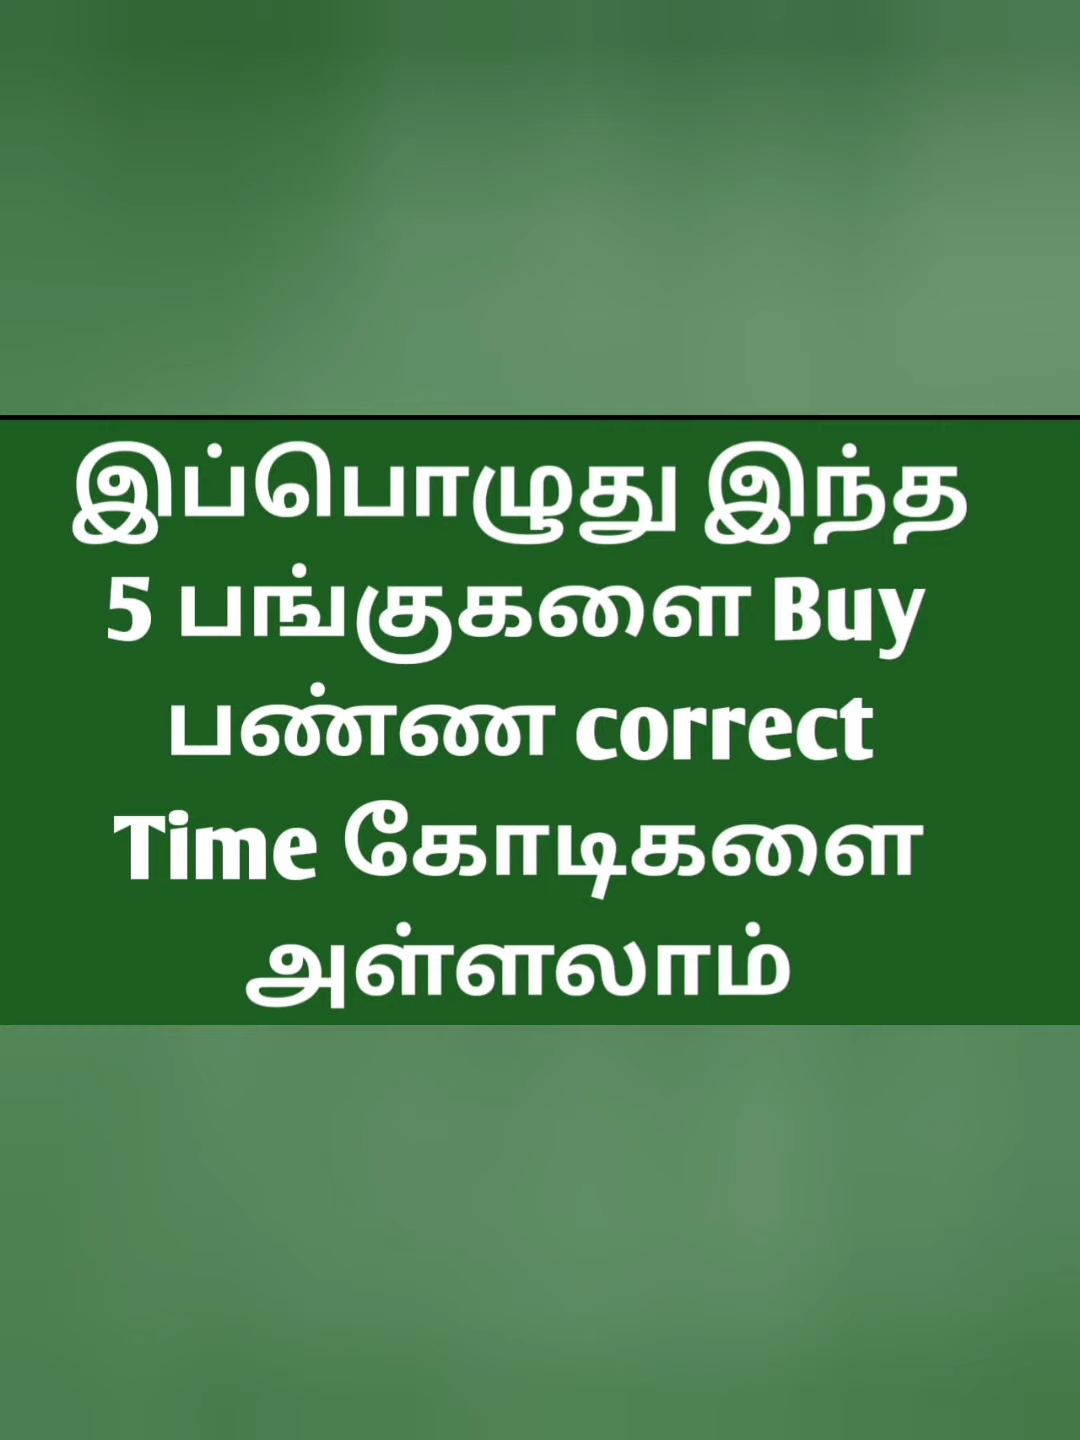 இப்பொழுது இந்த
5 பங்குகளை Buy
பண்ண correct
Time கோடிகளை
அள்ளலாம்